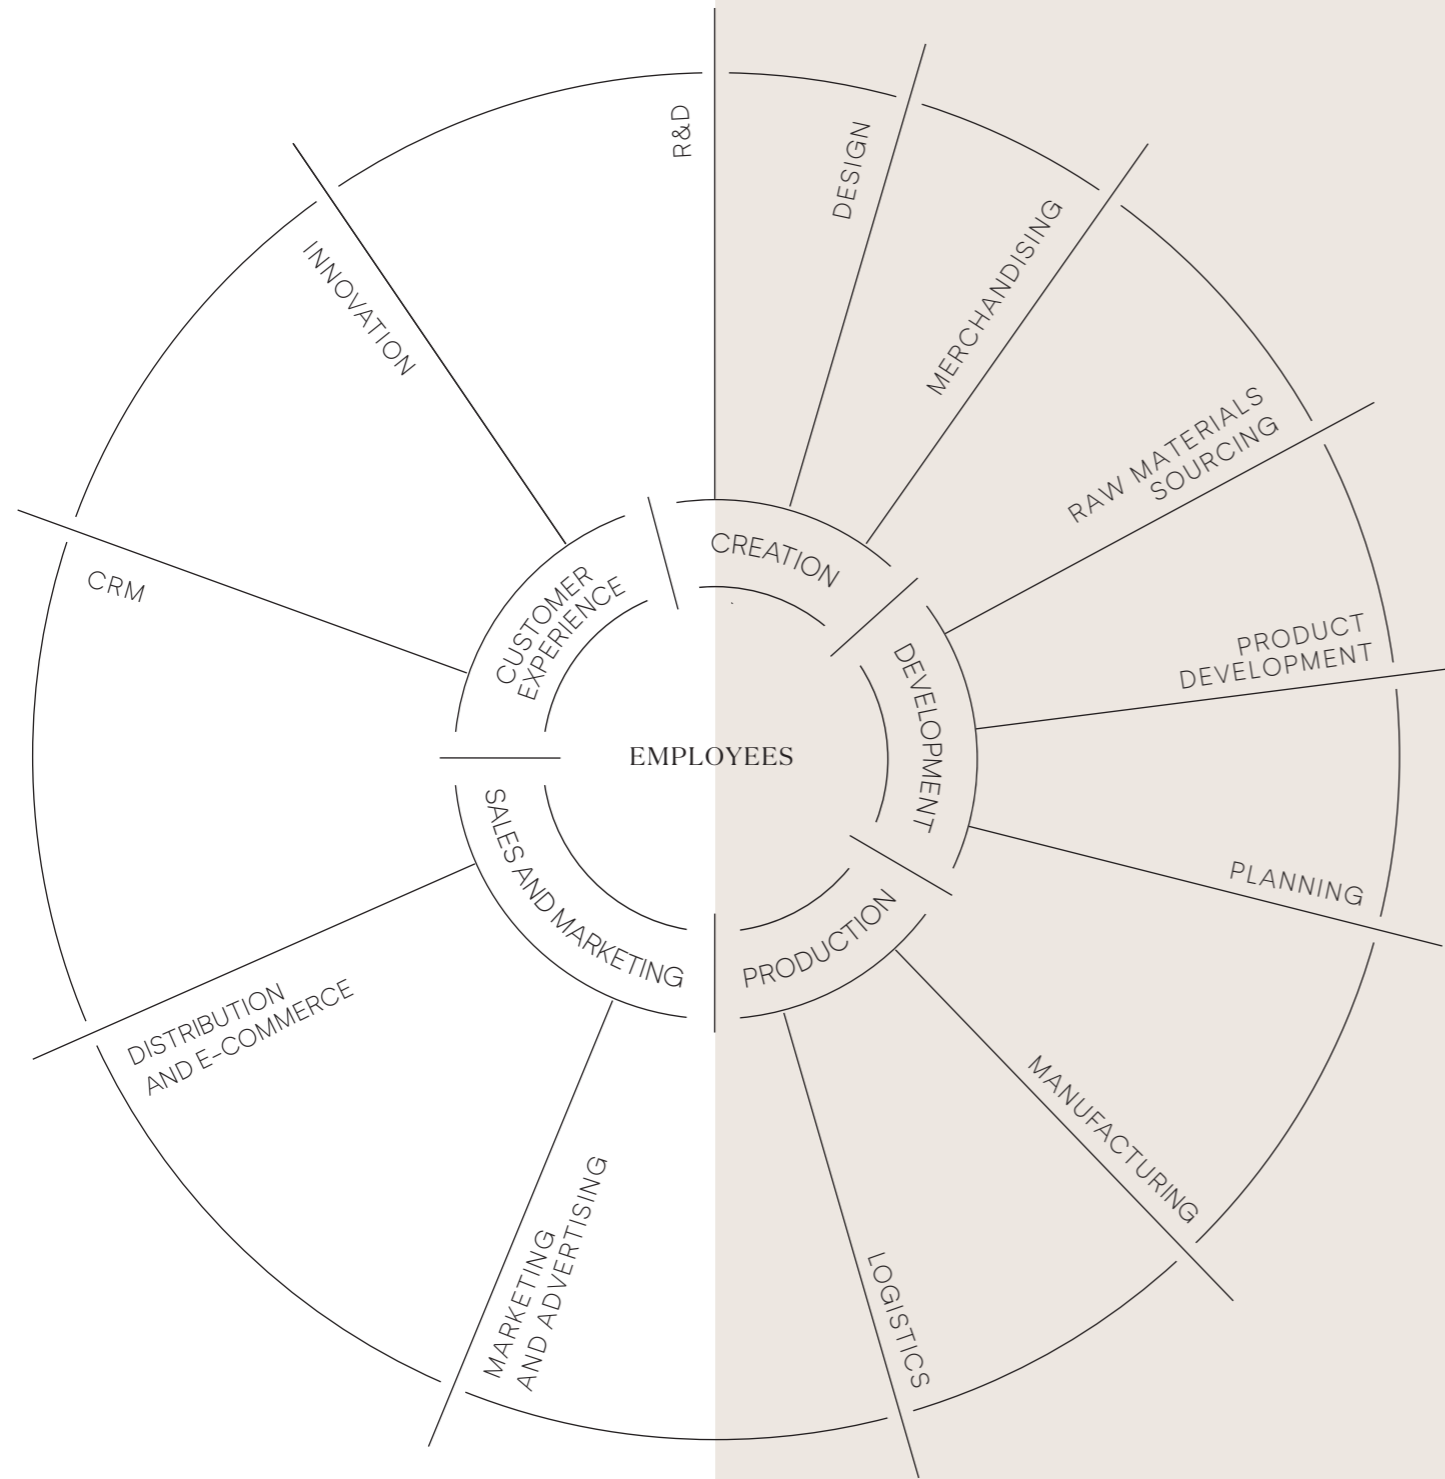 R&D
DESIGN
MERCHANDISING
RAW MATERIALS
SOURCING
PRODUCT
DEVELOPMENT
PLANNING
MANUFACTURING
LOGISTICS
MARKETING
AND ADVERTISING
DISTRIBUTION
AND E-COMMERCE
CRM
INNOVATION
CREATION
DEVELOPMENT
PRODUCTION
SALES AND MARKETING
CUSTOMER
EXPERIENCE
EMPLOYEES